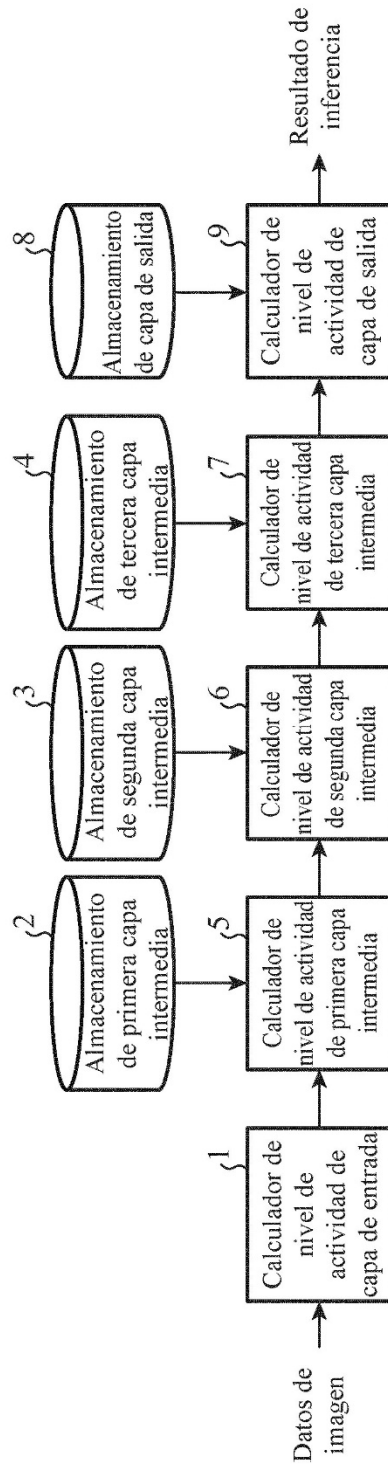 2
Almacenamiento
de primera capa
intermedia
3
Almacenamiento
de segunda capa
intermedia
4
Almacenamiento
de tercera capa
intermedia
8
Almacenamiento
de capa de salida
Datos de
imagen
1
Calculador de
nivel de
actividad de
capa de entrada
5
Calculador de
nivel de actividad
de primera capa
intermedia
6
Calculador de
nivel de actividad
de segunda capa
intermedia
7
Calculador de
nivel de actividad
de tercera capa
intermedia
9
Calculador de
nivel de
actividad de
capa de salida
Resultado de
inferencia